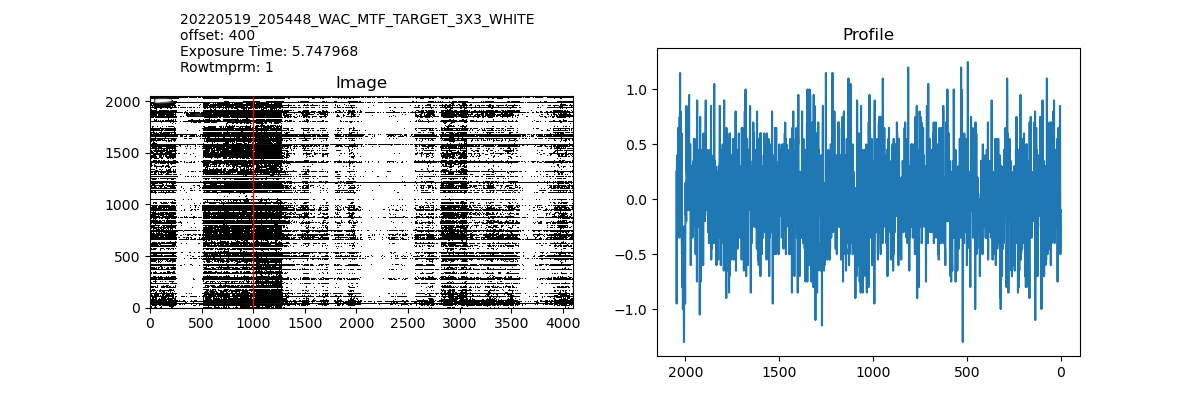 20220519_205448_WAC_MTF_TARGET_3X3_WHITE
offset: 400
Exposure Time: 5.747968
Rowtmprm: 1
Image
2000
1500
1000
500
0
0 500 1000 1500 2000 2500 3000 3500 4000
Profile
1.0
0.5
0.0
−0.5
−1.0
2000 1500 1000 500 0